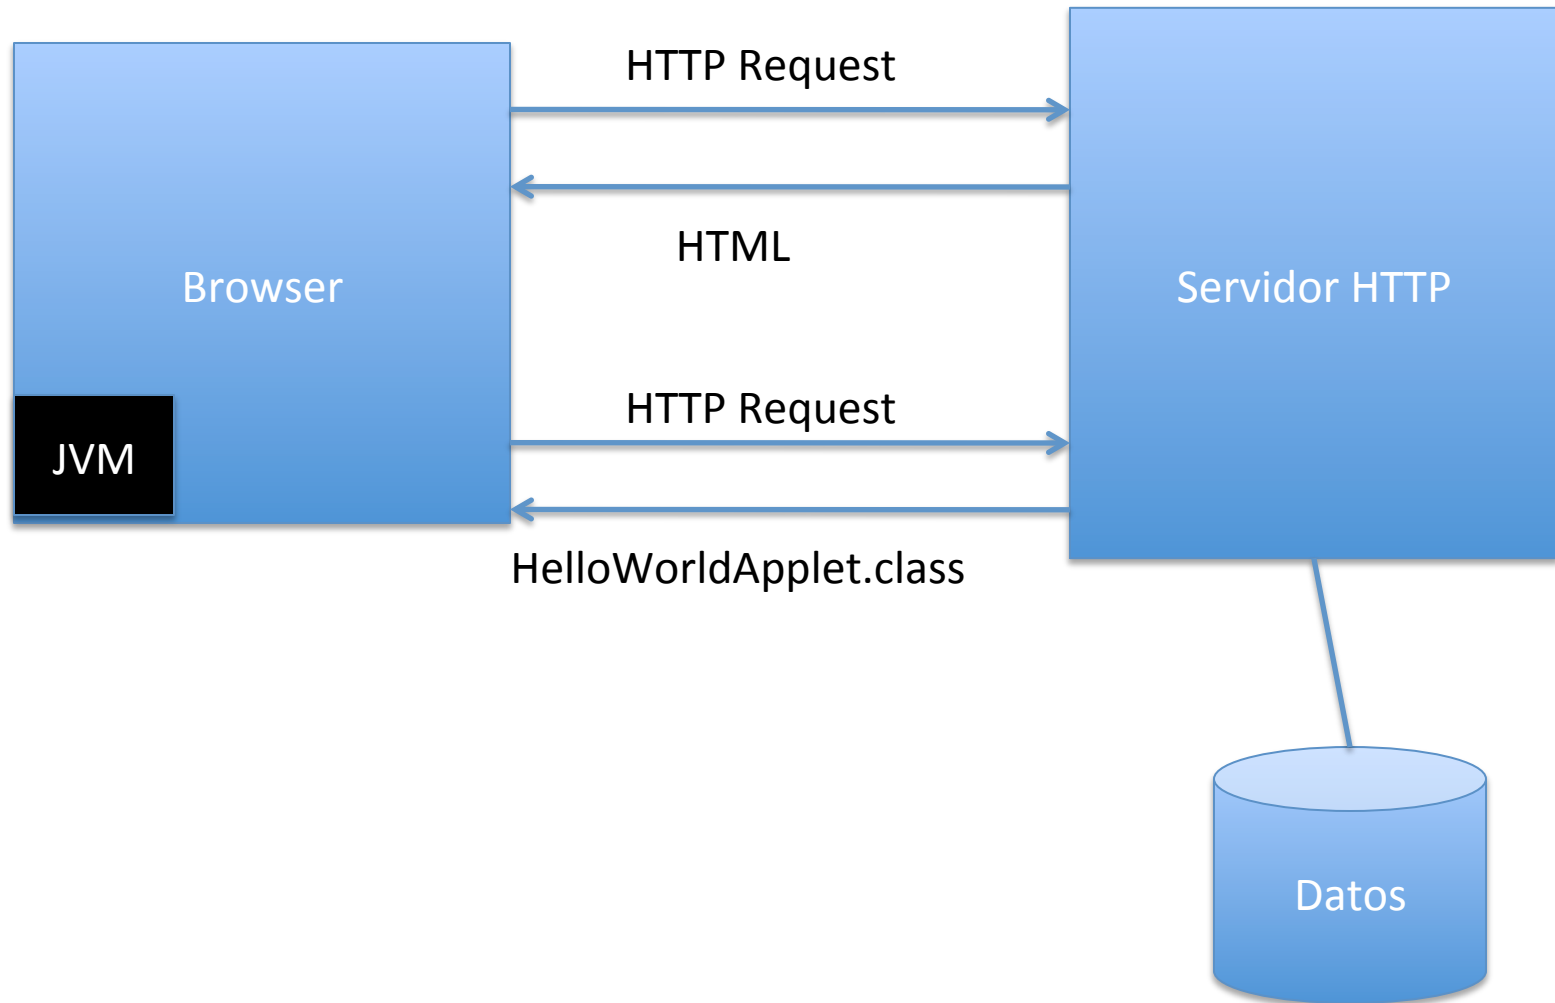 HTTP Request
HTML
Browser
Servidor HTTP
HTTP Request
JVM
HelloWorldApplet.class
Datos